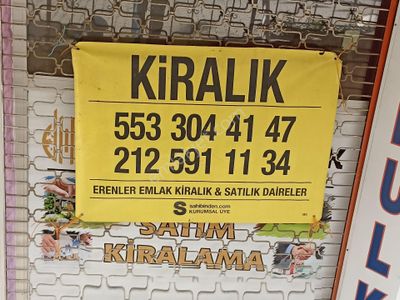 KİRALIK
553 304 41 47
212 591 11 34
ERENLER EMLAK KİRALIK & SATILIK DAİRELER
S sahibinden.com
KURUMSAL ÜYE
SATIM
KİRALAMA